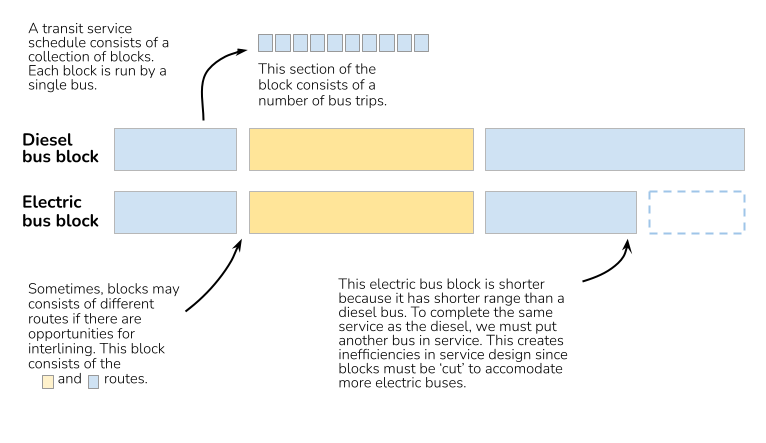 A transit service
schedule consists of a
collection of blocks.
Each block is run by a
single bus.
This section of the
block consists of a
number of bus trips.
Diesel
bus block
Electric
bus block
Sometimes, blocks may
consists of different
routes if there are
opportunities for
interlining. This block
consists of the
and routes.
This electric bus block is shorter
because it has shorter range than a
diesel bus. To complete the same
service as the diesel, we must put
another bus in service. This creates
inefficiencies in service design since
blocks must be ‘cut’ to accomodate
more electric buses.